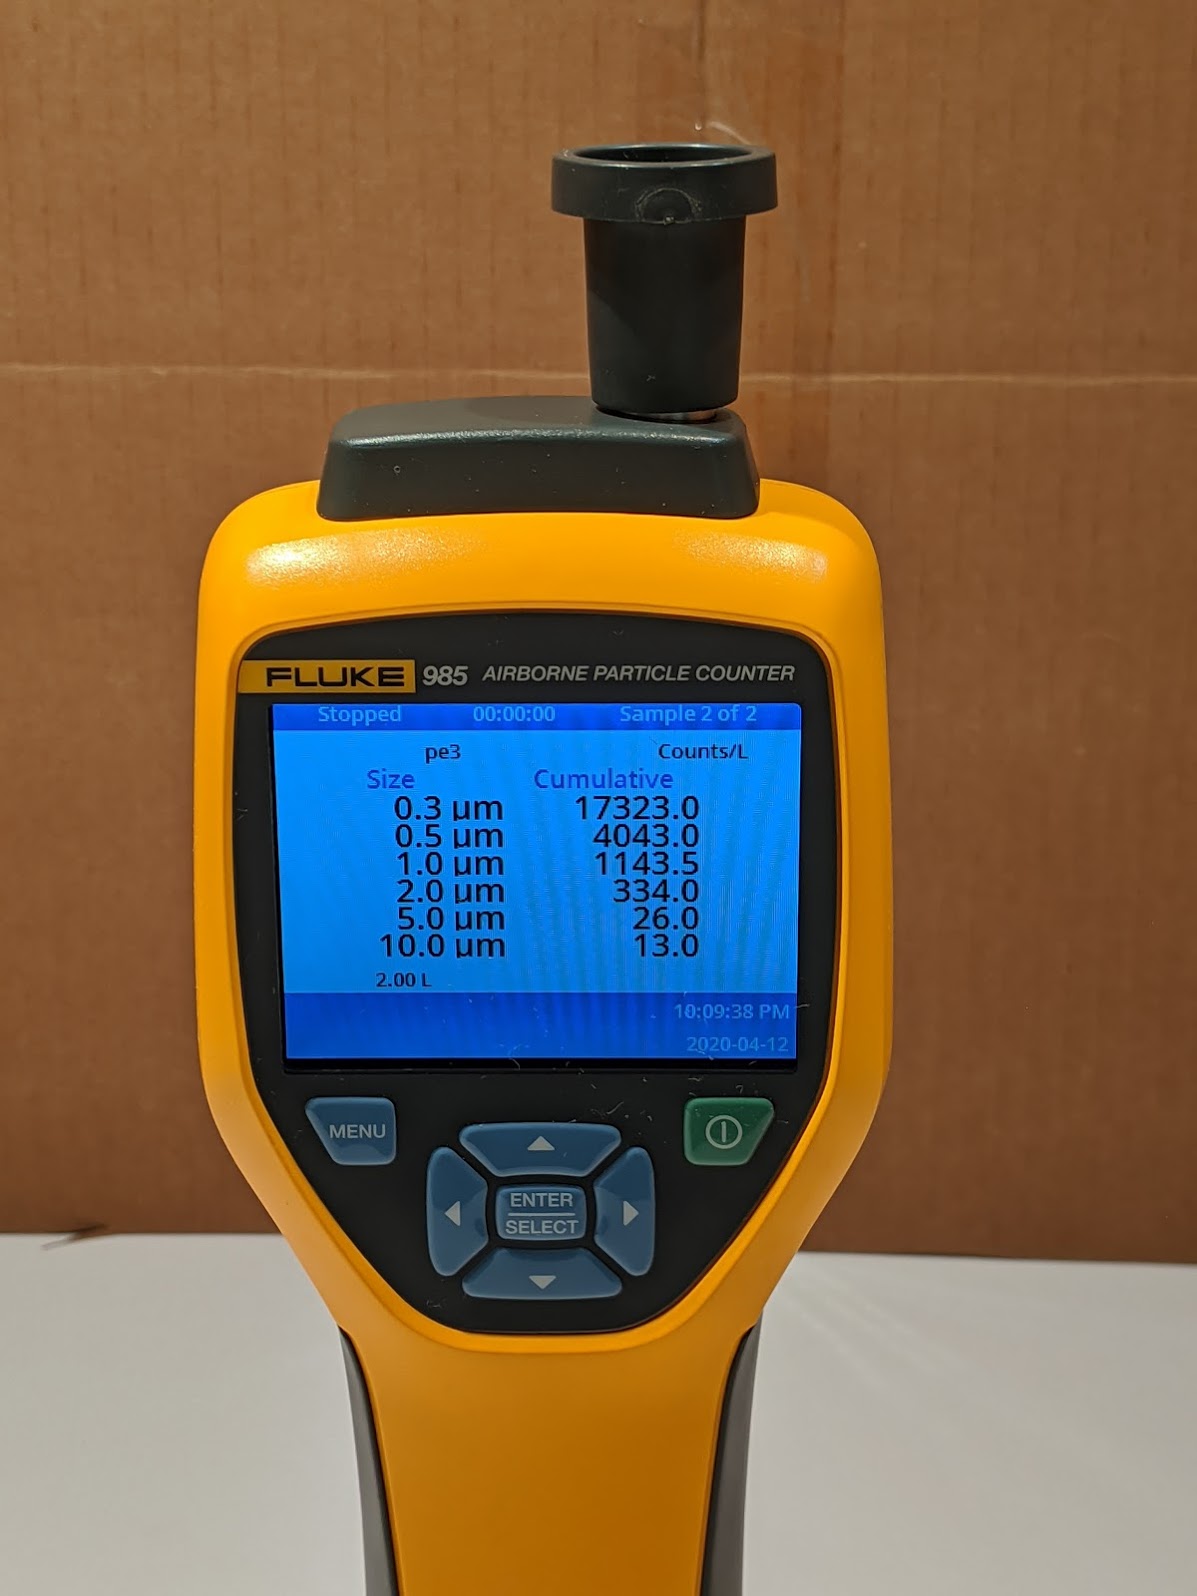 FLUKE 985 AIRBORNE PARTICLE COUNTER
Stopped 00:00:00 Sample 2 of 2
pe3 Counts/L
Size Cumulative
0.3 µm 17323.0
0.5 µm 4043.0
1.0 µm 1143.5
2.0 µm 334.0
5.0 µm 26.0
10.0 µm 13.0
2.00 L
10:09:38 PM
2020-04-12
MENU
ENTER
SELECT